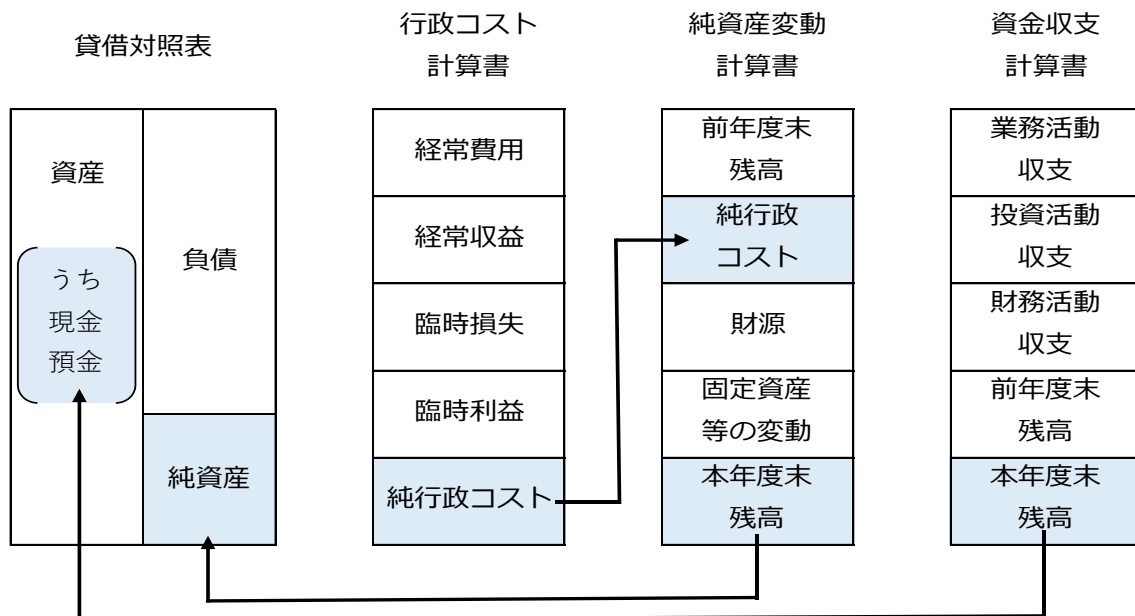 貸借対照表
資産
うち
現金
預金
負債
純資産
行政コスト
計算書
経常費用
経常収益
臨時損失
臨時利益
純行政コスト
純資産変動
計算書
前年度末
残高
純行政
コスト
財源
固定資産
等の変動
本年度末
残高
資金収支
計算書
業務活動
収支
投資活動
収支
財務活動
収支
前年度末
残高
本年度末
残高